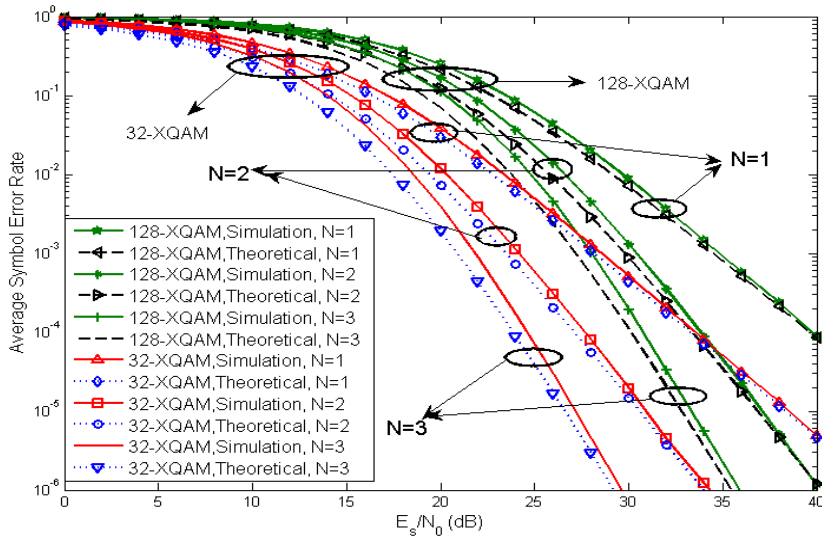 10^0
10^-1
10^-2
10^-3
10^-4
10^-5
10^-6
Average Symbol Error Rate
128-XQAM
32-XQAM
N=1
N=2
N=3
128-XQAM,Simulation, N=1
128-XQAM,Theoretical, N=1
128-XQAM,Simulation, N=2
128-XQAM,Theoretical, N=2
128-XQAM,Simulation, N=3
128-XQAM,Theoretical, N=3
32-XQAM,Simulation, N=1
32-XQAM,Theoretical, N=1
32-XQAM,Simulation, N=2
32-XQAM,Theoretical, N=2
32-XQAM,Simulation, N=3
32-XQAM,Theoretical, N=3
0 5 10 15 20 25 30 35 40
E_s/N_0 (dB)